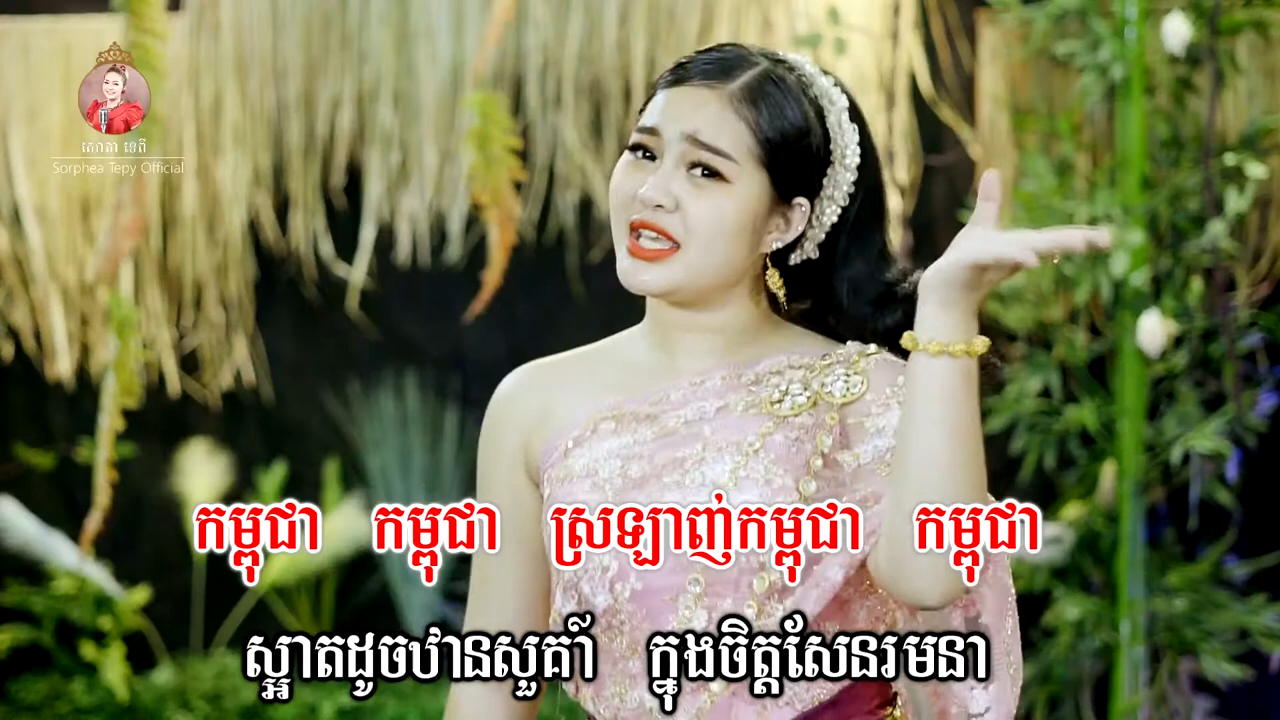 សោភា ទេពី
Sorphea Tepy Official
កម្ពុជា កម្ពុជា ស្រឡាញ់កម្ពុជា កម្ពុជា
ស្អាតដូចឋានសួគ៌ា ក្នុងចិត្តសែនរមនា